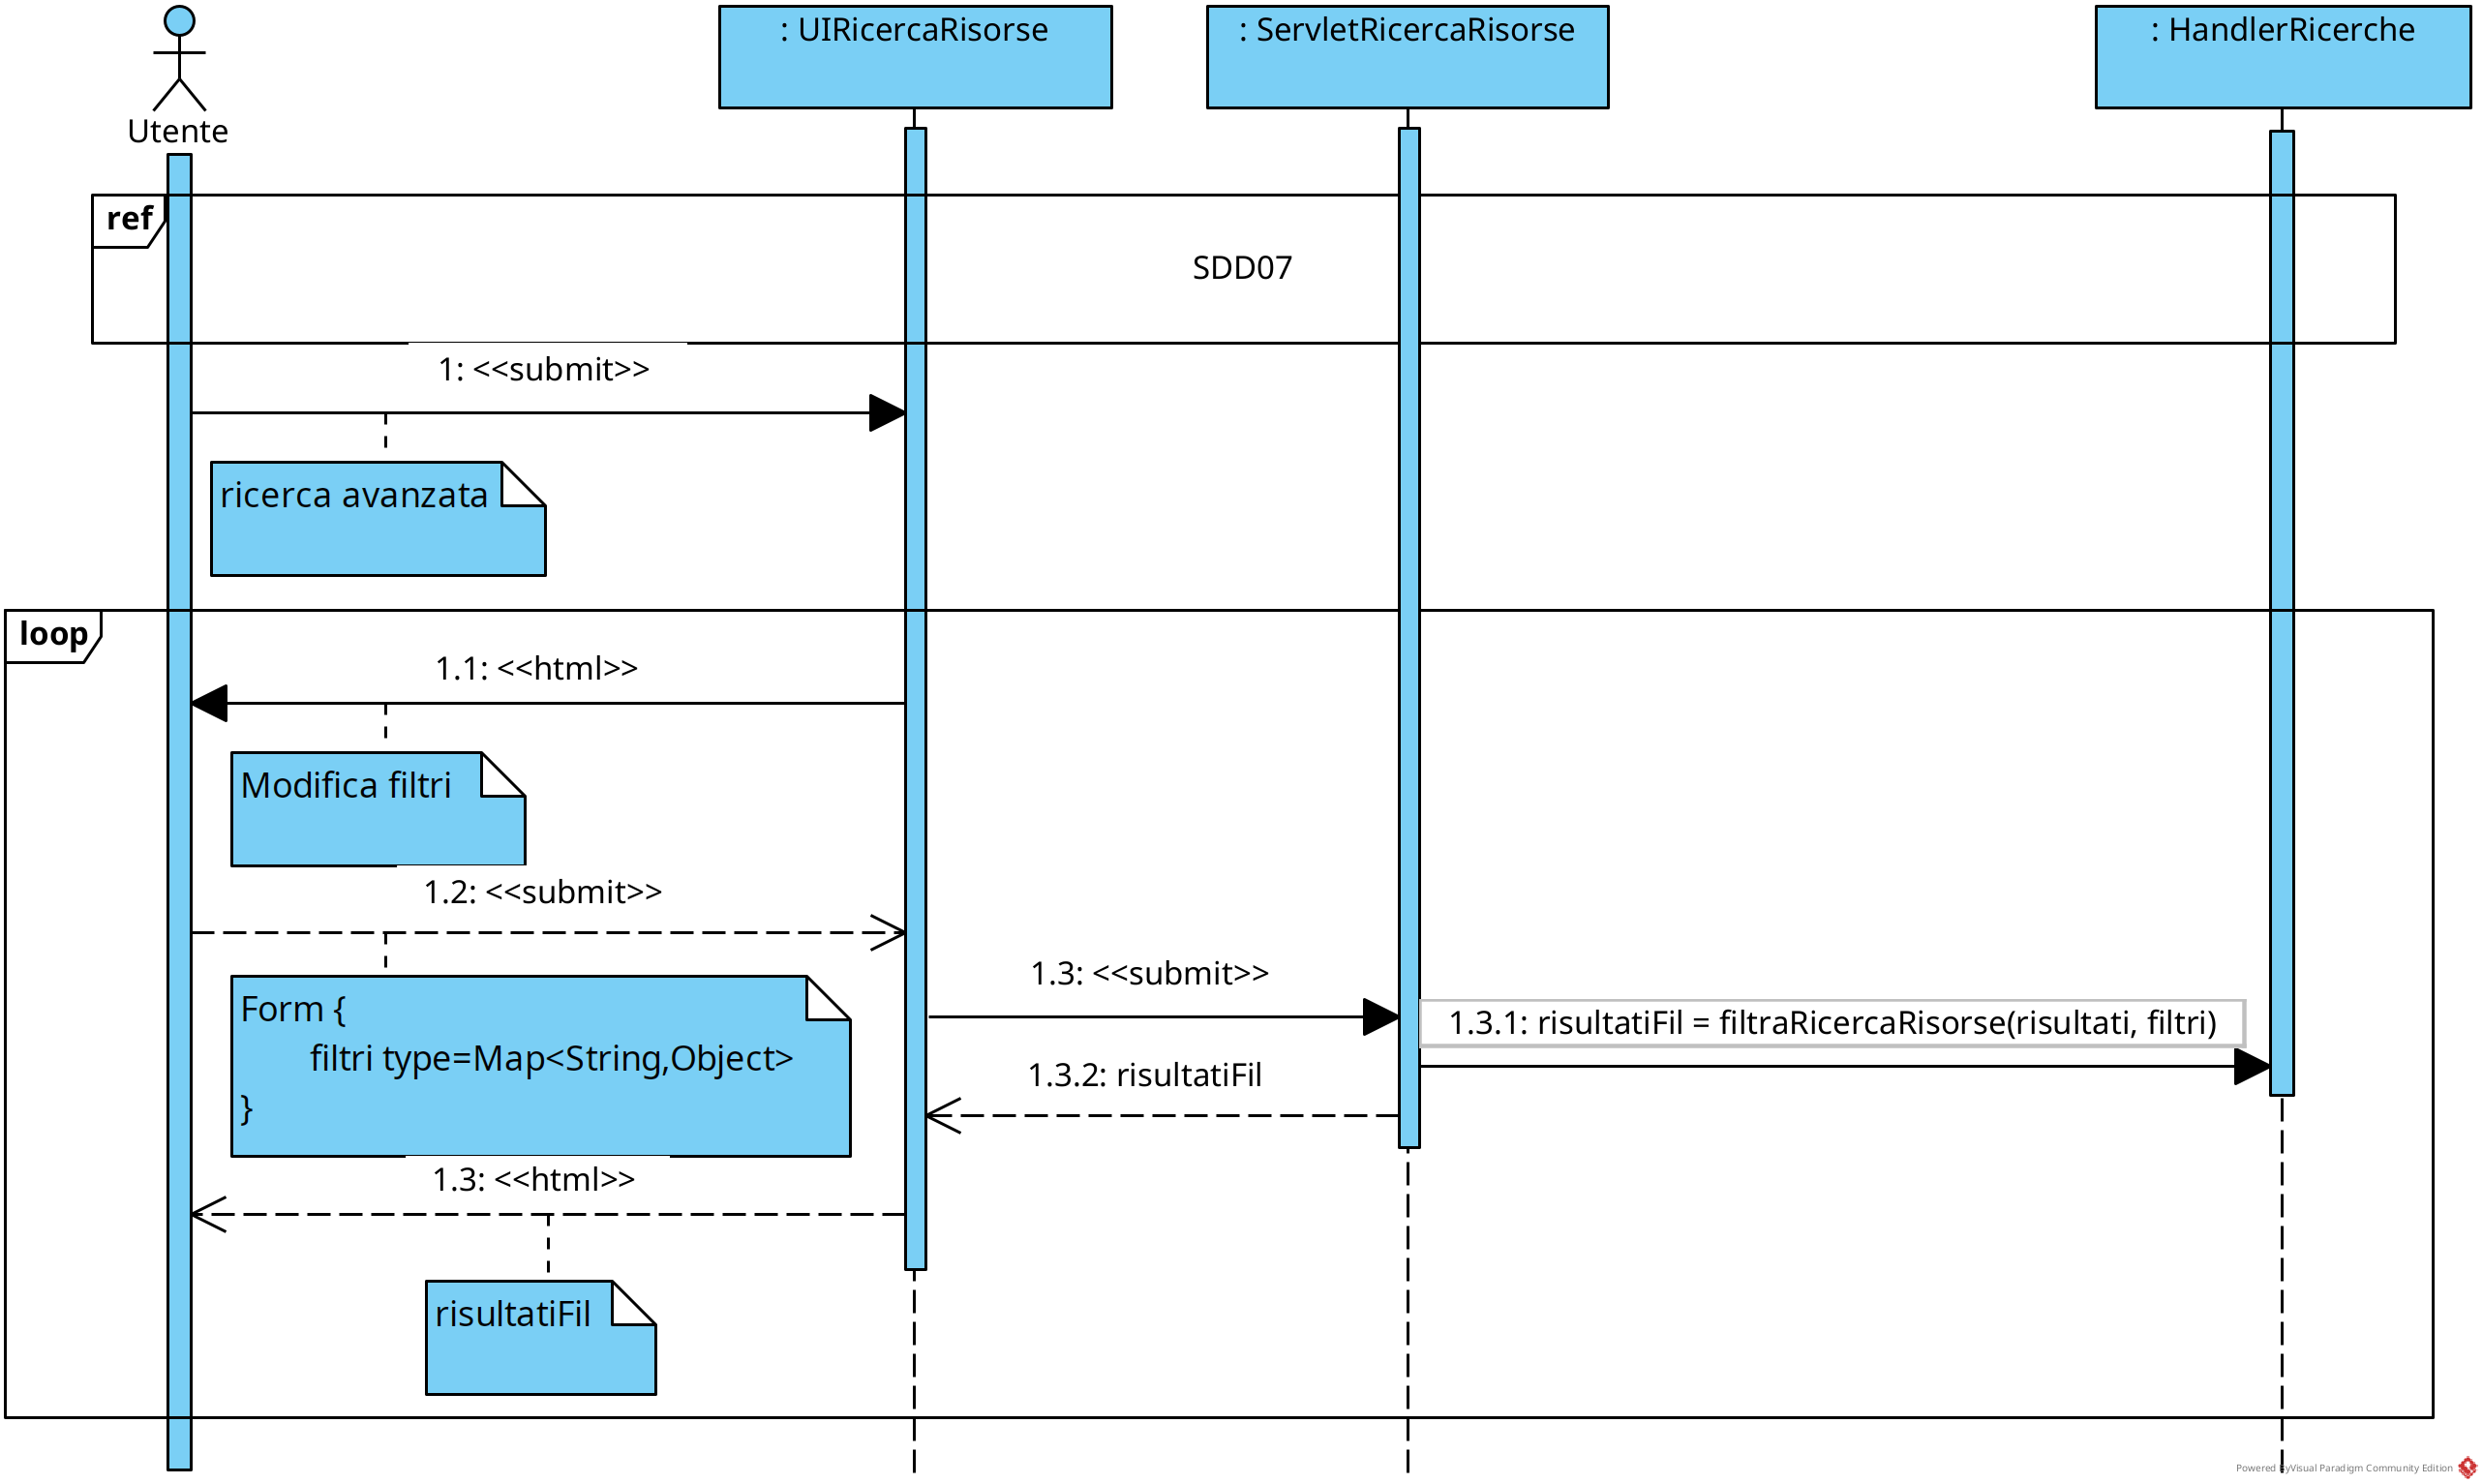 : UIRicercaRisorse
: ServletRicercaRisorse
: HandlerRicerche
Utente
ref
SDD07
1: <<submit>>
ricerca avanzata
loop
1.1: <<html>>
Modifica filtri
1.2: <<submit>>
1.3: <<submit>>
Form {
filtri type=Map<String,Object>
}
1.3.1: risultatiFil = filtraRicercaRisorse(risultati, filtri)
1.3.2: risultatiFil
1.3: <<html>>
risultatiFil
Powered ByVisual Paradigm Community Edition